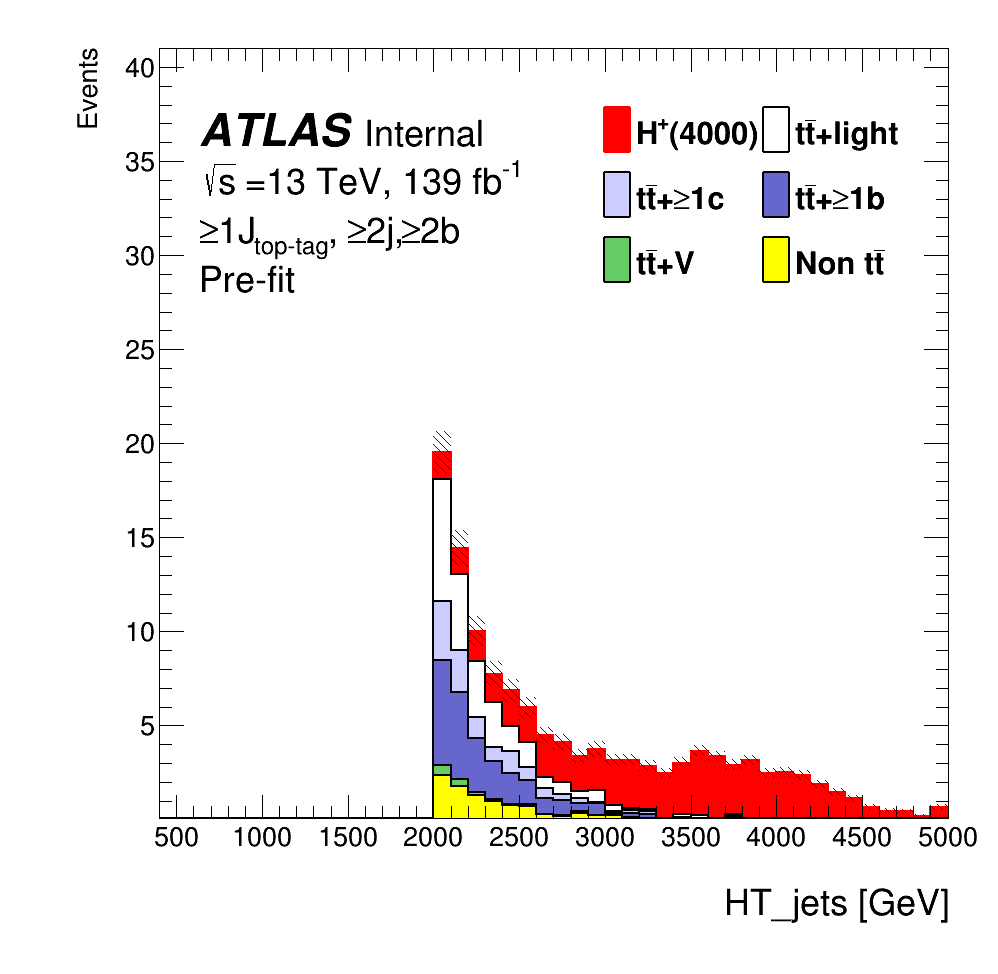 Events
40
35
30
25
20
15
10
5
ATLAS Internal
√s =13 TeV, 139 fb⁻¹
≥1J_top-tag, ≥2j,≥2b
Pre-fit
H⁺(4000) tt̄+light
tt̄+≥1c tt̄+≥1b
tt̄+V Non tt̄
500 1000 1500 2000 2500 3000 3500 4000 4500 5000
HT_jets [GeV]